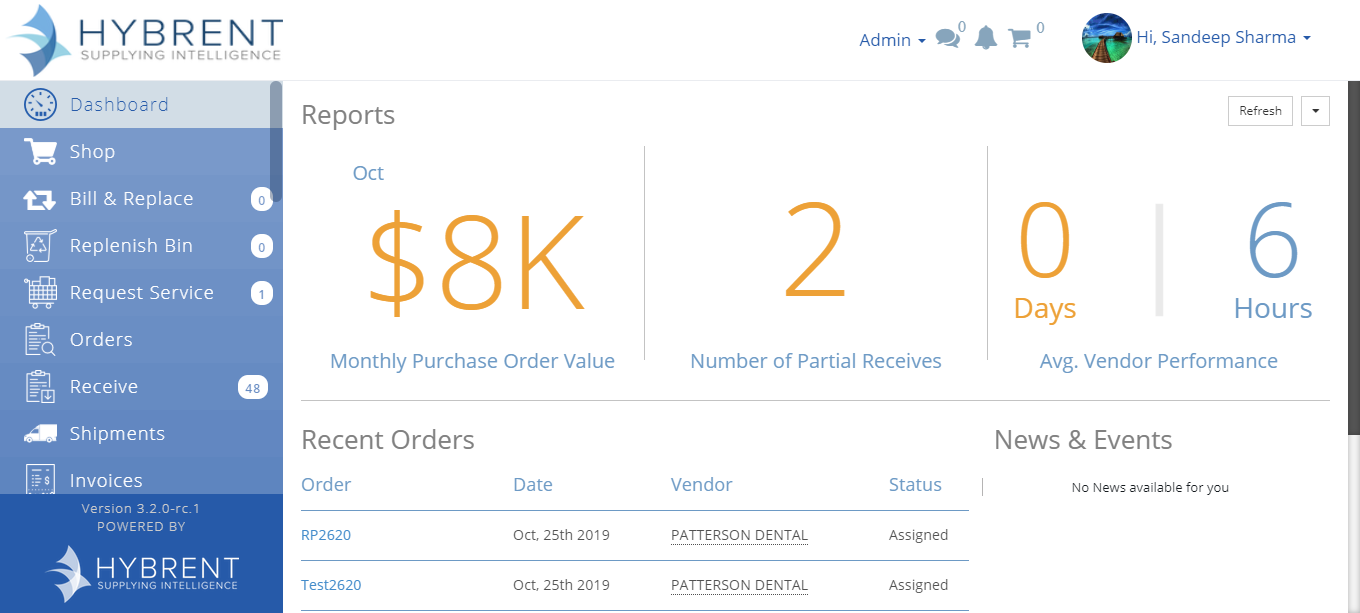 HYBRENT
SUPPLYING INTELLIGENCE
Admin 0 0 Hi, Sandeep Sharma
Dashboard
Shop
Bill & Replace 0
Replenish Bin 0
Request Service 1
Orders
Receive 48
Shipments
Invoices
Version 3.2.0-rc.1
POWERED BY
HYBRENT
SUPPLYING INTELLIGENCE
Reports
Refresh
Oct
$8K
Monthly Purchase Order Value
2
Number of Partial Receives
0 6
Days Hours
Avg. Vendor Performance
Recent Orders
Order Date Vendor Status
RP2620 Oct, 25th 2019 PATTERSON DENTAL Assigned
Test2620 Oct, 25th 2019 PATTERSON DENTAL Assigned
News & Events
No News available for you